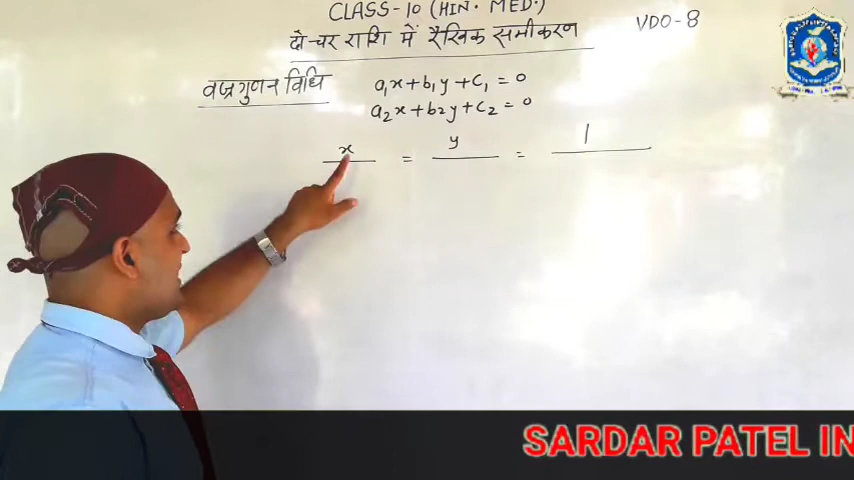 CLASS-10 (HIN. MED.)
दो-चर राशि में रैखिक समीकरण
VDO-8
वज्रगुणन विधि
a₁x+b₁y+c₁ = 0
a₂x+b₂y+c₂ = 0
x = y = 1
SARDAR PATEL IN